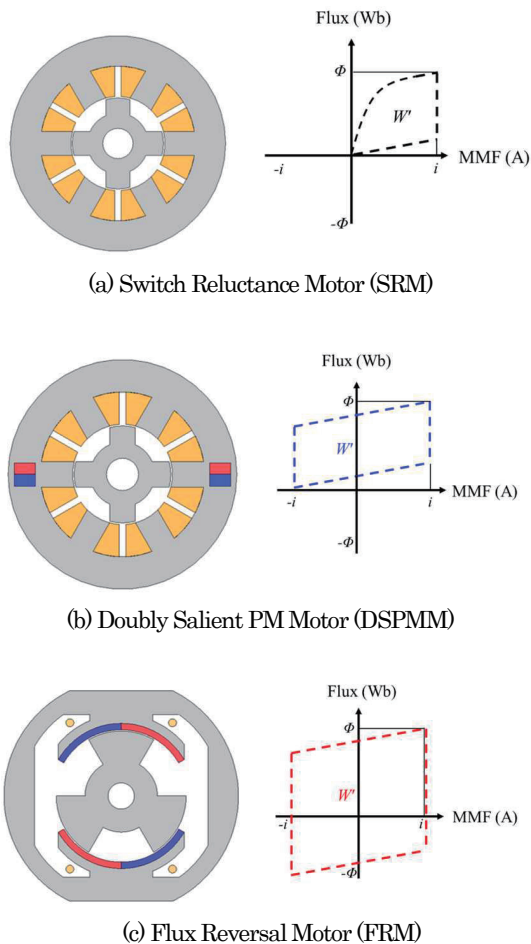 Flux (Wb)
Φ
W'
MMF (A)
-i
i
-Φ
(a) Switch Reluctance Motor (SRM)
Flux (Wb)
Φ
W'
MMF (A)
-i
i
-Φ
(b) Doubly Salient PM Motor (DSPMM)
Flux (Wb)
Φ
W'
MMF (A)
-i
i
-Φ
(c) Flux Reversal Motor (FRM)